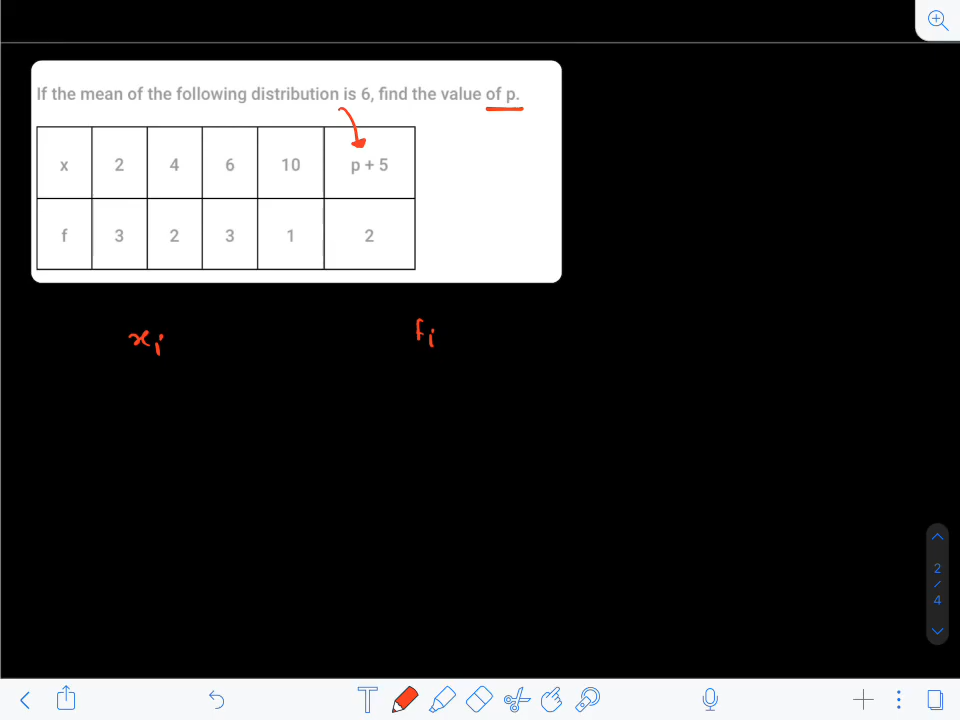 If the mean of the following distribution is 6, find the value of p.
x 2 4 6 10 p + 5
f 3 2 3 1 2
xi fi
2
/
4
T